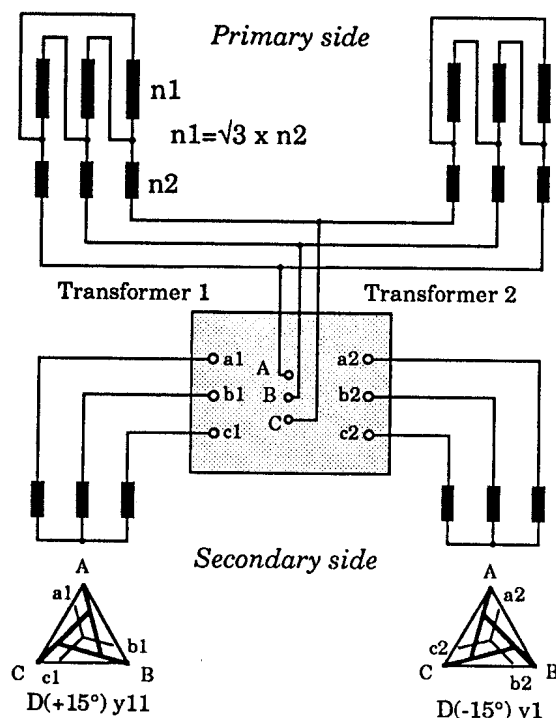 Primary side
n1
n1=√3 x n2
n2
Transformer 1
Transformer 2
a1
A
a2
b1
B
b2
c1
C
c2
Secondary side
A
a1
b1
C
c1
B
D(+15°) y11
A
a2
c2
C
b2
B
D(-15°) y1